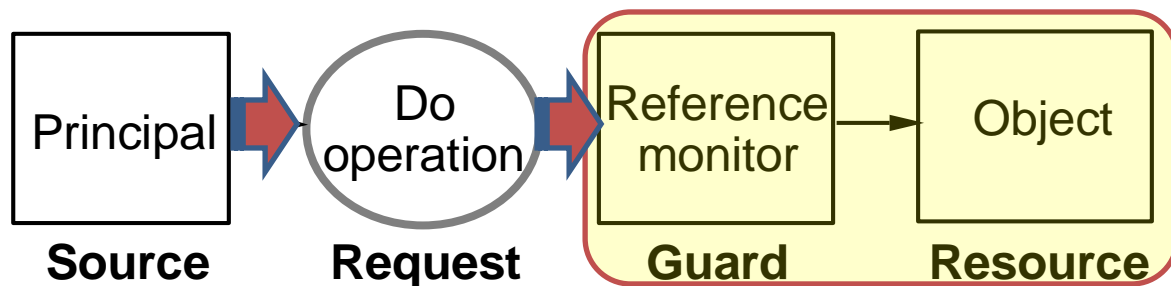 Principal
Do
operation
Reference
monitor
Object
Source
Request
Guard
Resource